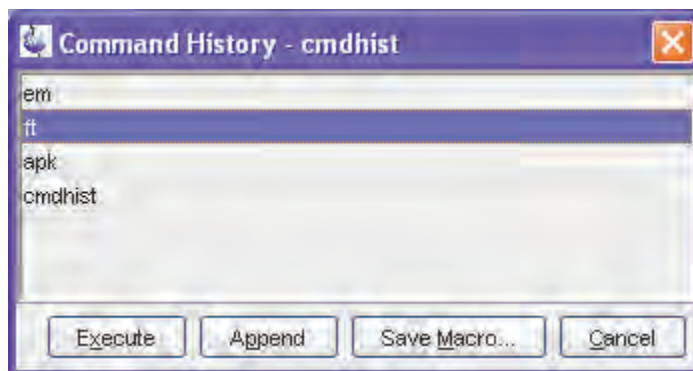 Command History - cmdhist
em
ft
apk
cmdhist
Execute Append Save Macro... Cancel